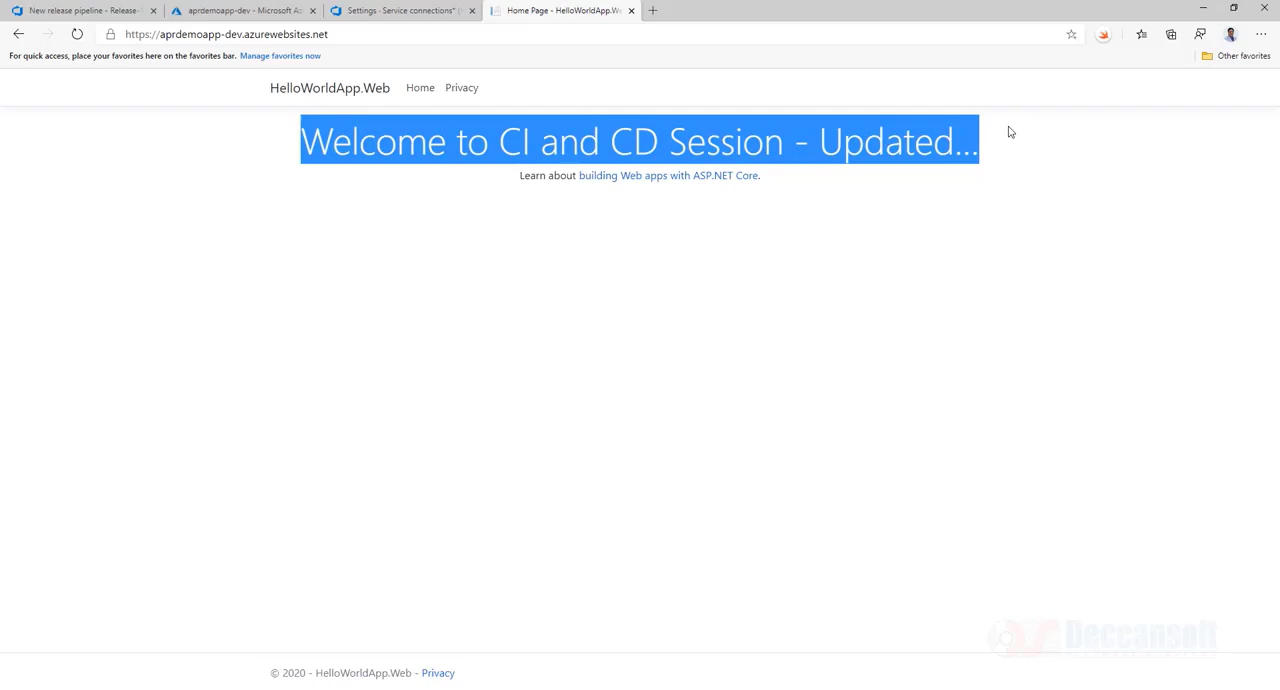 New release pipeline - Release-
aprdemoapp-dev - Microsoft Az
Settings · Service connections* (
Home Page - HelloWorldApp.We
https://aprdemoapp-dev.azurewebsites.net
For quick access, place your favorites here on the favorites bar. Manage favorites now
Other favorites
HelloWorldApp.Web Home Privacy
Welcome to CI and CD Session - Updated...
Learn about building Web apps with ASP.NET Core.
Deccansoft
© 2020 - HelloWorldApp.Web - Privacy